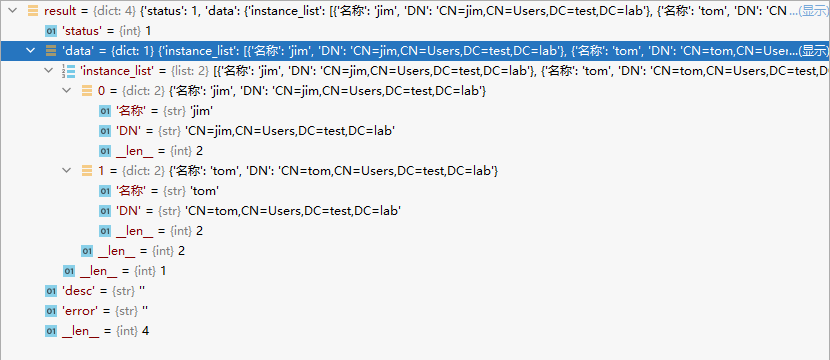 result = {dict: 4} {'status': 1, 'data': {'instance_list': [{'名称': 'jim', 'DN': 'CN=jim,CN=Users,DC=test,DC=lab'}, {'名称': 'tom', 'DN': 'CN ...(显示)
01 'status' = {int} 1
'data' = {dict: 1} {'instance_list': [{'名称': 'jim', 'DN': 'CN=jim,CN=Users,DC=test,DC=lab'}, {'名称': 'tom', 'DN': 'CN=tom,CN=User...(显示)
'instance_list' = {list: 2} [{'名称': 'jim', 'DN': 'CN=jim,CN=Users,DC=test,DC=lab'}, {'名称': 'tom', 'DN': 'CN=tom,CN=Users,DC=test,DC
0 = {dict: 2} {'名称': 'jim', 'DN': 'CN=jim,CN=Users,DC=test,DC=lab'}
01 '名称' = {str} 'jim'
01 'DN' = {str} 'CN=jim,CN=Users,DC=test,DC=lab'
01 __len__ = {int} 2
1 = {dict: 2} {'名称': 'tom', 'DN': 'CN=tom,CN=Users,DC=test,DC=lab'}
01 '名称' = {str} 'tom'
01 'DN' = {str} 'CN=tom,CN=Users,DC=test,DC=lab'
01 __len__ = {int} 2
01 __len__ = {int} 2
01 __len__ = {int} 1
01 'desc' = {str} ''
01 'error' = {str} ''
01 __len__ = {int} 4